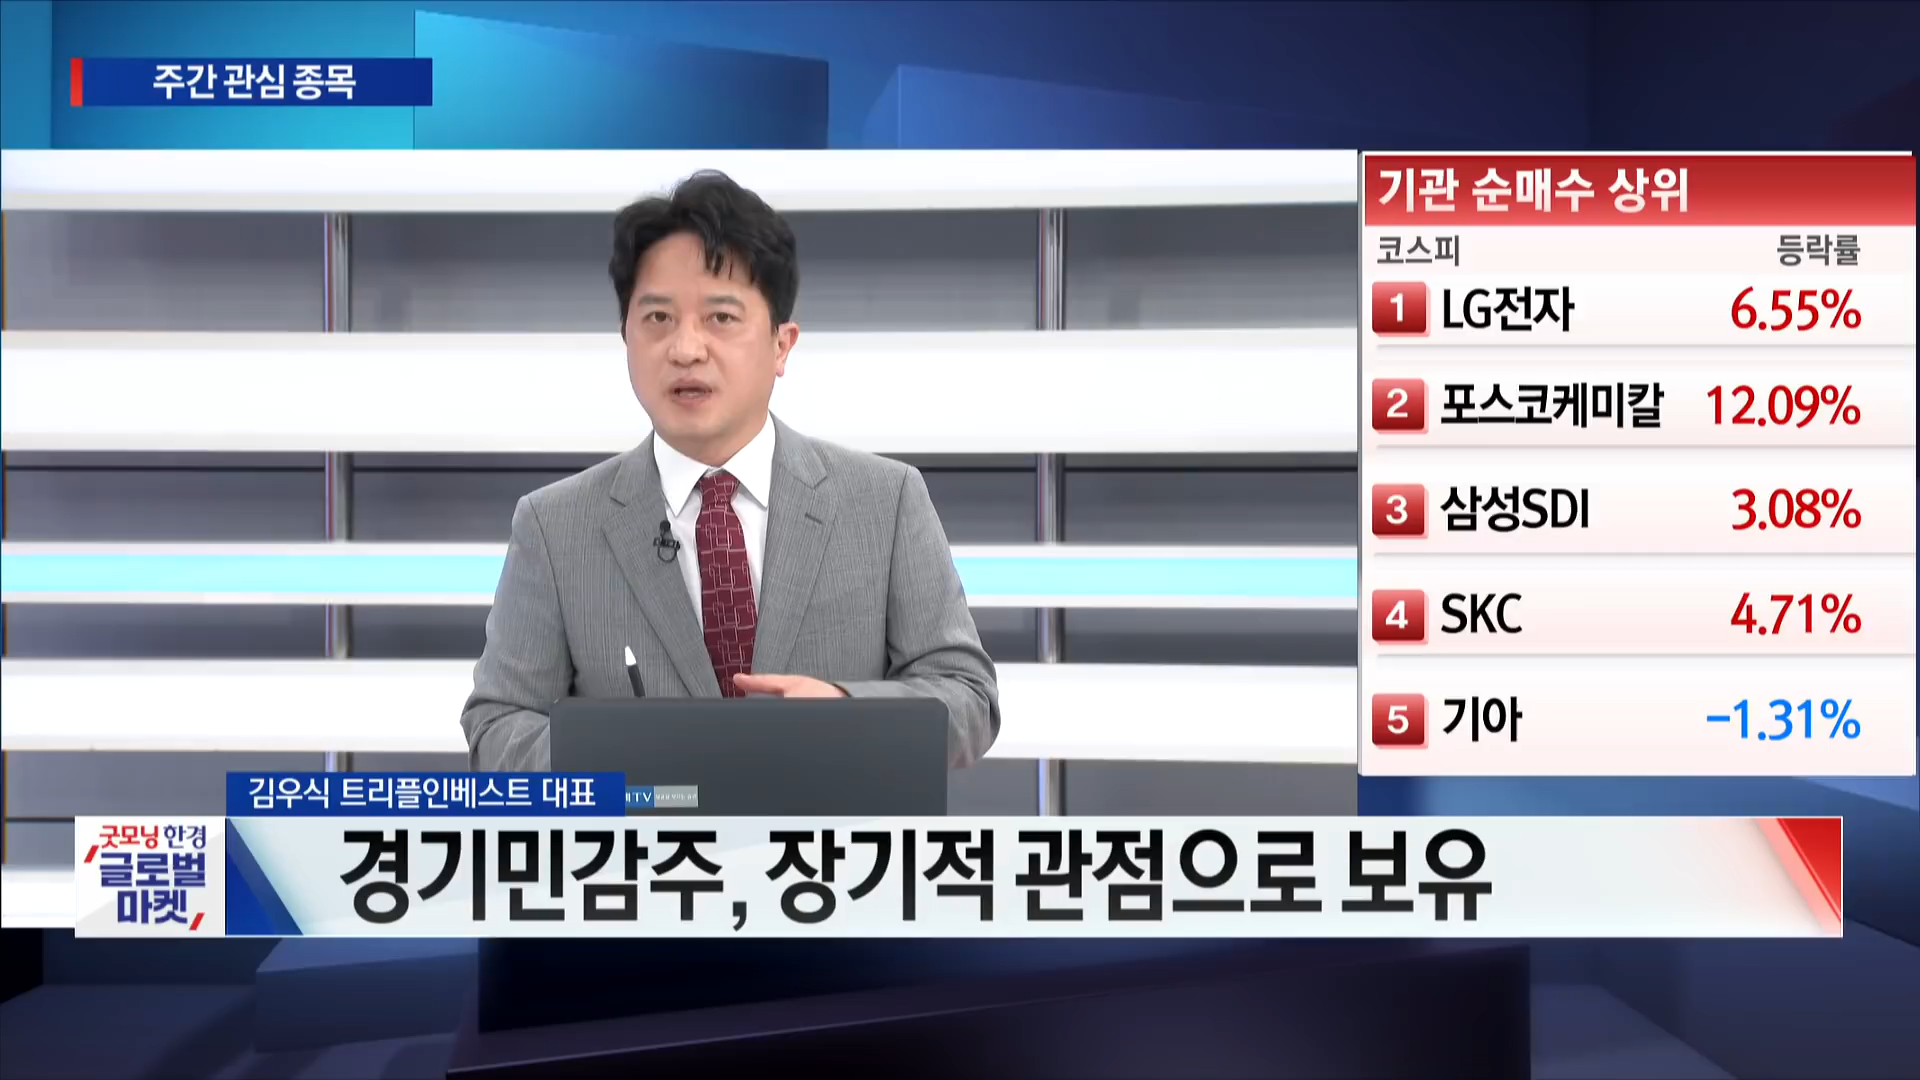 주간 관심 종목
기관 순매수 상위
코스피 등락률
1 LG전자 6.55%
2 포스코케미칼 12.09%
3 삼성SDI 3.08%
4 SKC 4.71%
5 기아 -1.31%
김우식 트리플인베스트 대표
TV
굿모닝 한경
글로벌
마켓
경기민감주, 장기적 관점으로 보유